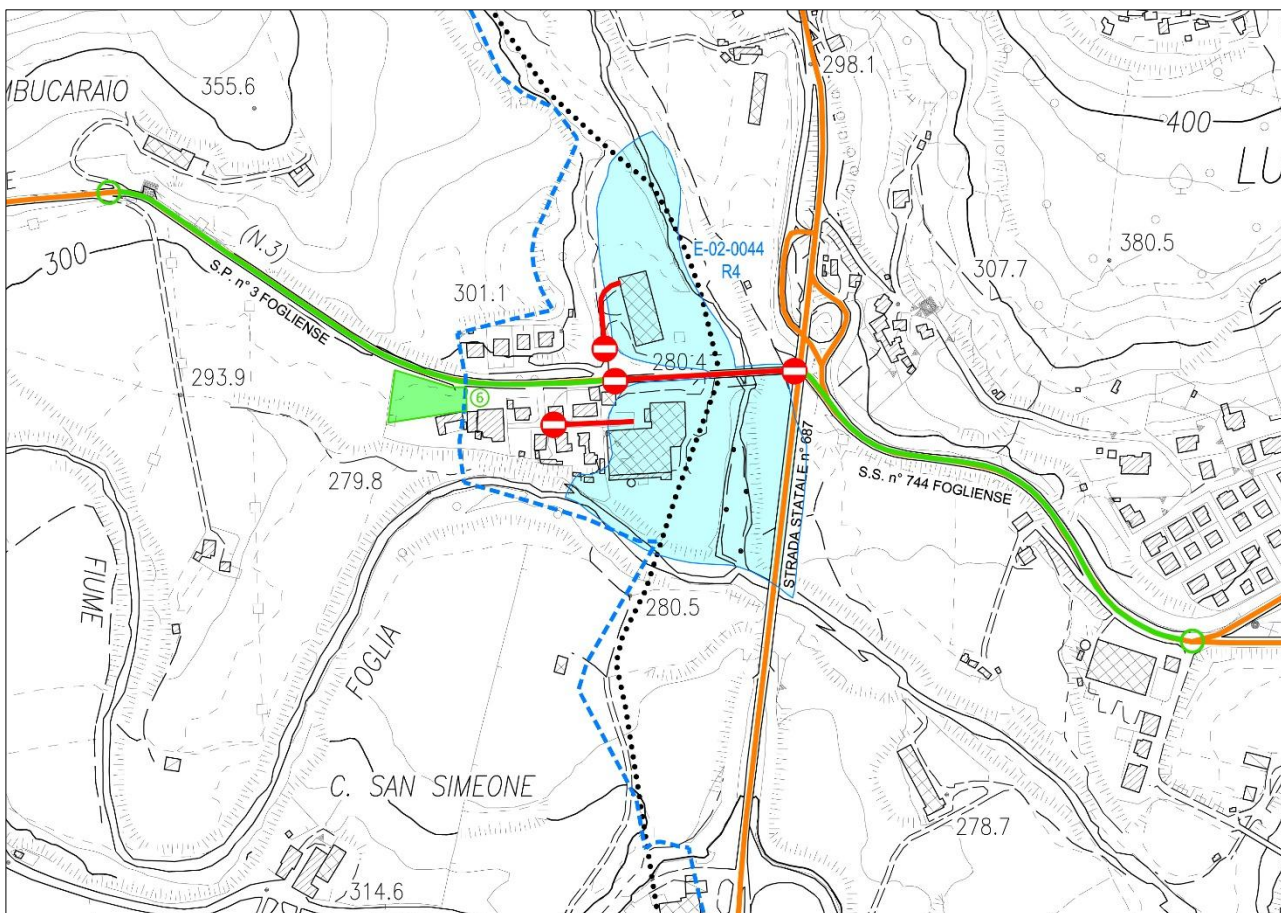 298.1
MBUCARAIO
355.6
400
LU
E
(N.3)
E-02-0044
R4
380.5
300
307.7
S.P. n° 3 FOGLIENSE
301.1
280.4
293.9
6
279.8
S.S. n° 744 FOGLIENSE
STRADA STATALE n° 687
FIUME
280.5
FOGLIA
C. SAN SIMEONE
278.7
314.6